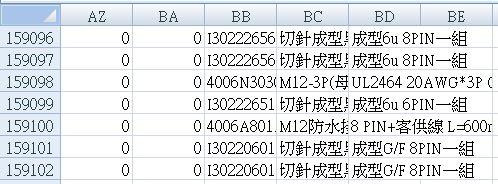 AZ BA BB BC BD BE
159096 0 0 I30222656 切針成型 成型6u 8PIN一組
159097 0 0 I30222656 切針成型 成型6u 8PIN一組
159098 0 0 4006N3030 M12-3P(母 UL2464 20AWG*3P
159099 0 0 I30222651 切針成型 成型6u 6PIN一組
159100 0 0 4006A801 M12防水 8 PIN+客供線 L=600m
159101 0 0 I30220601 切針成型 成型G/F 8PIN一組
159102 0 0 I30220601 切針成型 成型G/F 8PIN一組